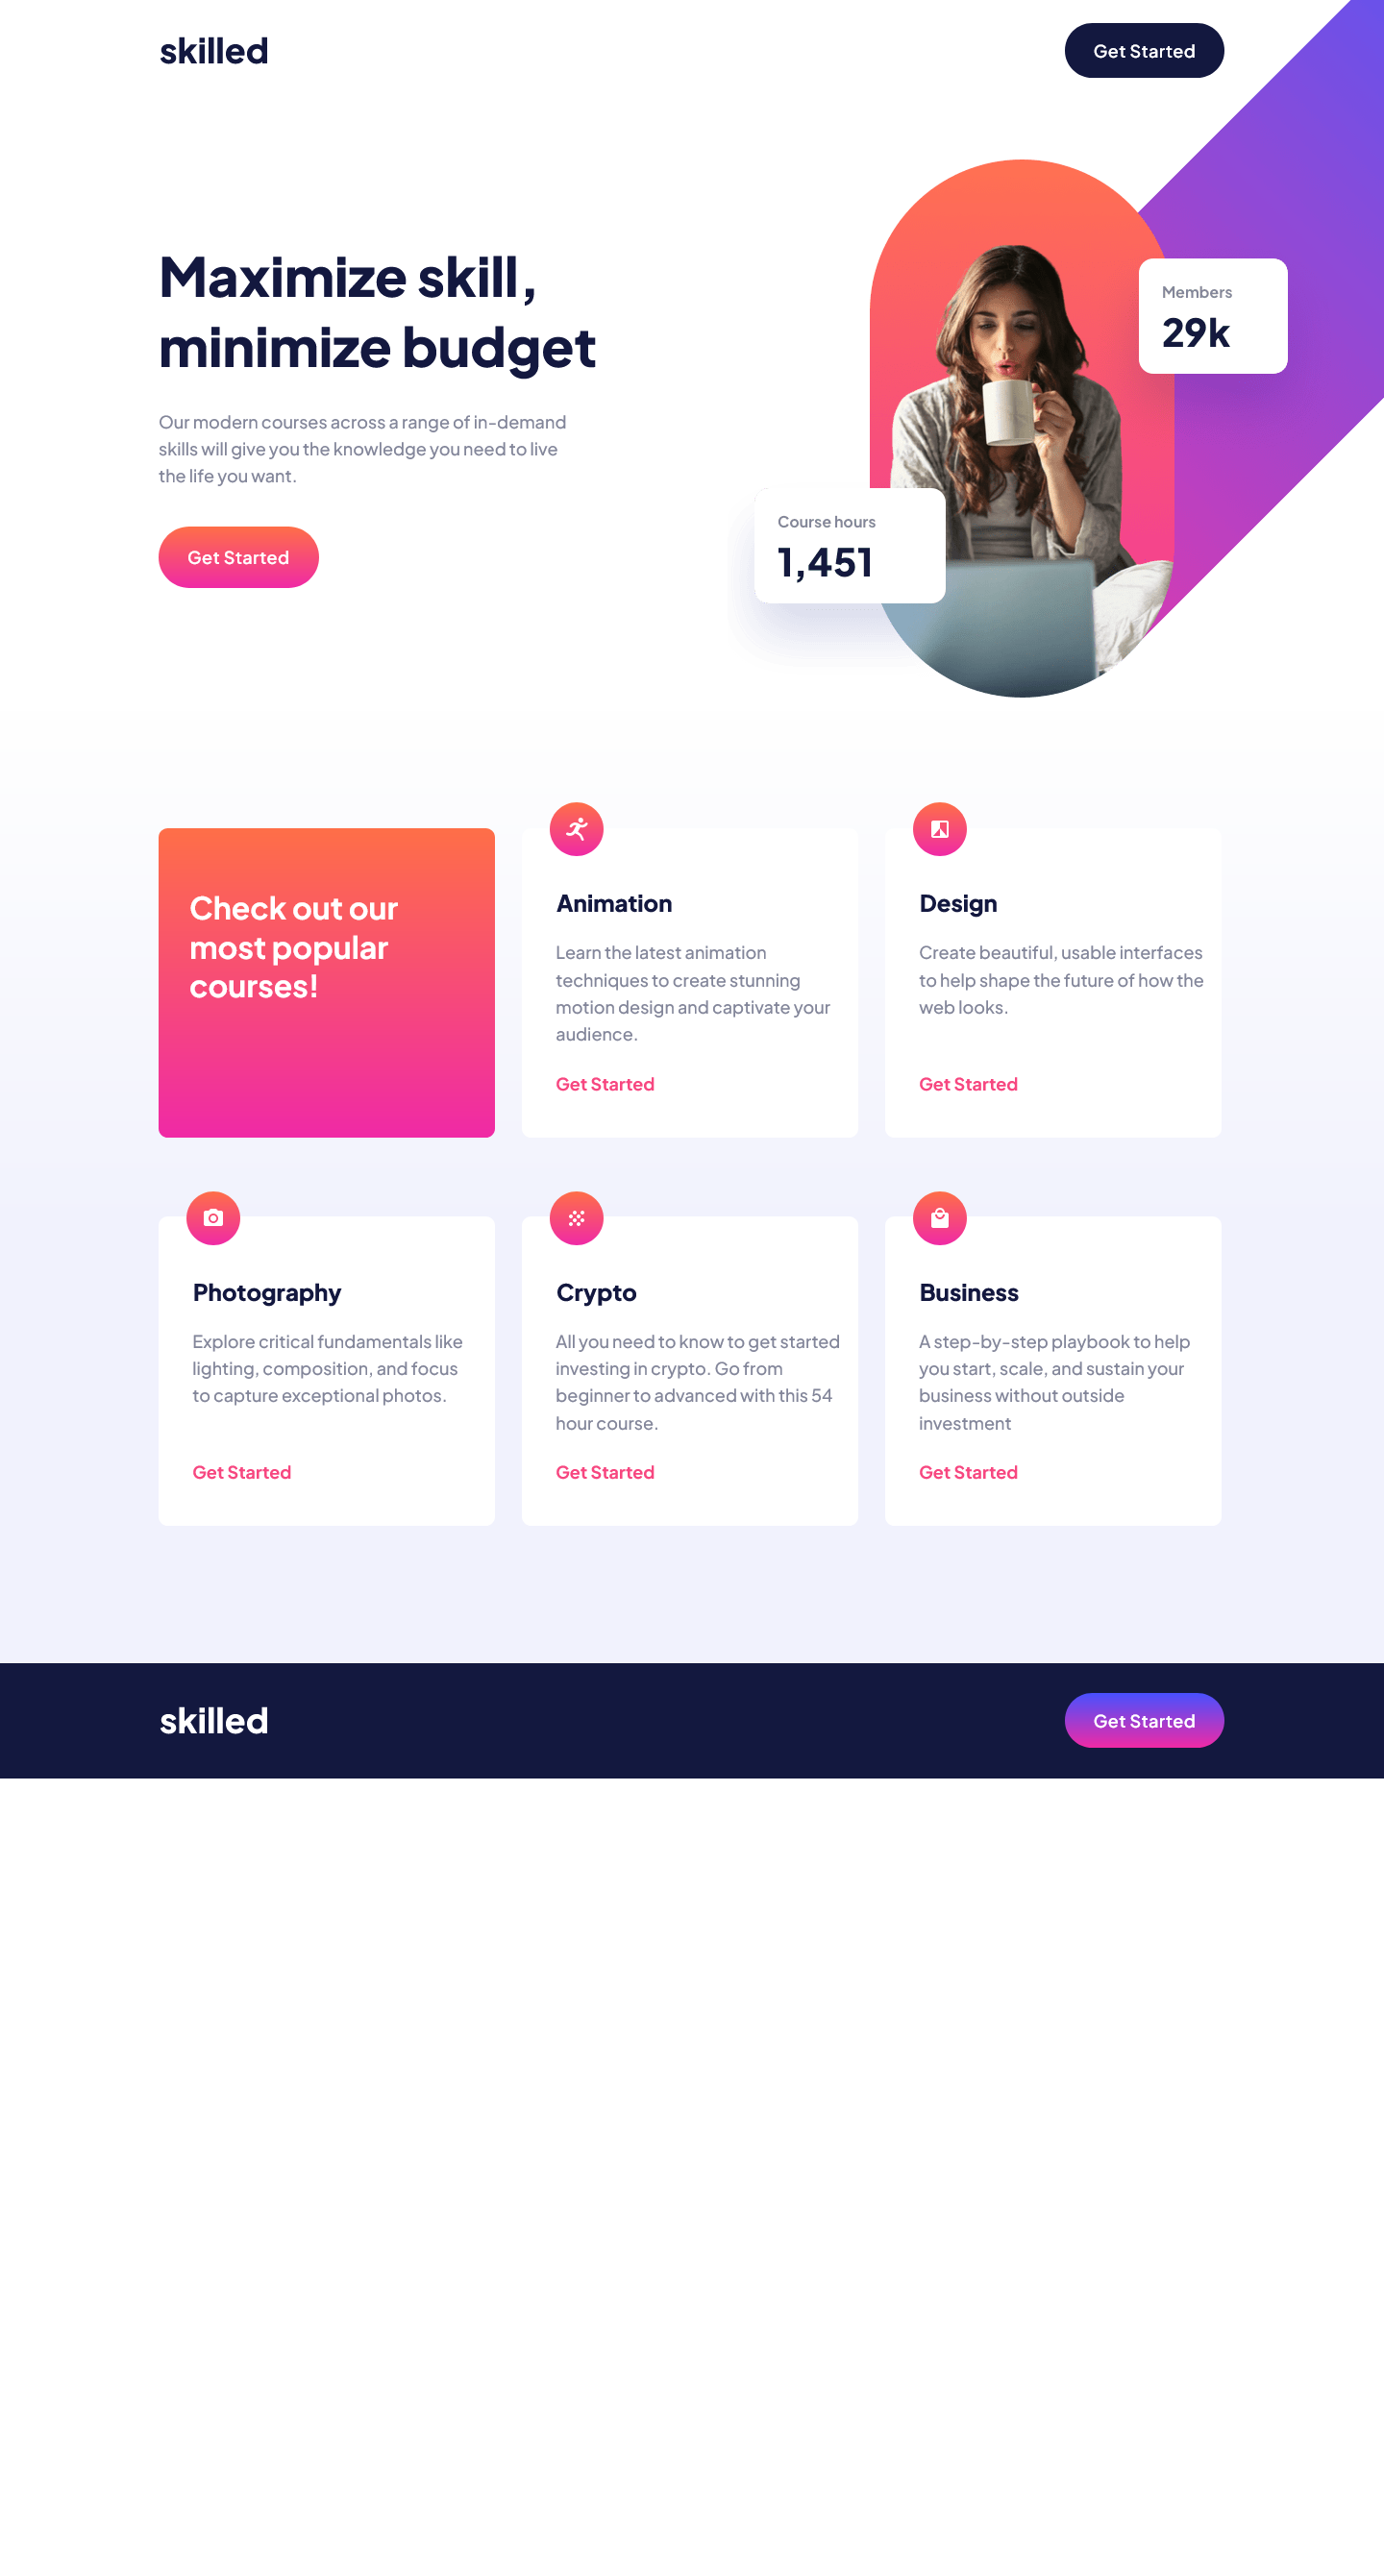 skilled
Get Started
Maximize skill,
minimize budget
Our modern courses across a range of in-demand
skills will give you the knowledge you need to live
the life you want.
Get Started
Members
29k
Course hours
1,451
Check out our
most popular
courses!
Animation
Learn the latest animation
techniques to create stunning
motion design and captivate your
audience.
Get Started
Design
Create beautiful, usable interfaces
to help shape the future of how the
web looks.
Get Started
Photography
Explore critical fundamentals like
lighting, composition, and focus
to capture exceptional photos.
Get Started
Crypto
All you need to know to get started
investing in crypto. Go from
beginner to advanced with this 54
hour course.
Get Started
Business
A step-by-step playbook to help
you start, scale, and sustain your
business without outside
investment
Get Started
skilled
Get Started